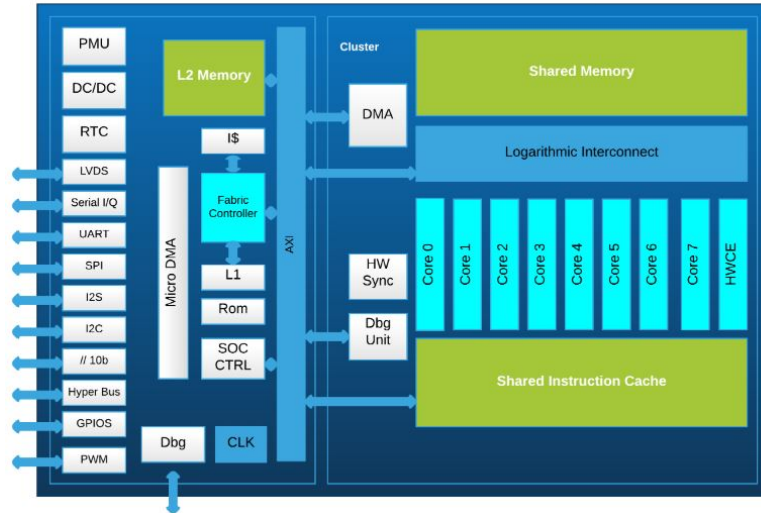 PMU
DC/DC
RTC
LVDS
Serial I/Q
UART
SPI
I2S
I2C
// 10b
Hyper Bus
GPIOS
PWM
L2 Memory
I$
Fabric
Controller
L1
Rom
SOC
CTRL
Micro DMA
Dbg
CLK
AXI
Cluster
DMA
HW
Sync
Dbg
Unit
Shared Memory
Logarithmic Interconnect
Core 0
Core 1
Core 2
Core 3
Core 4
Core 5
Core 6
Core 7
HWCE
Shared Instruction Cache